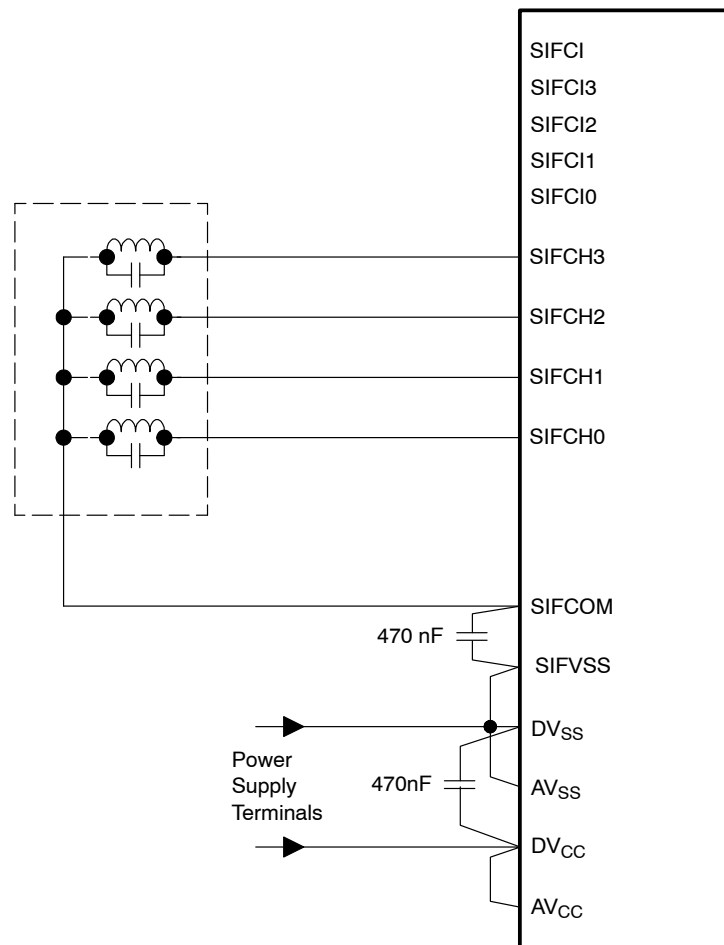 SIFCI
SIFCI3
SIFCI2
SIFCI1
SIFCI0
SIFCH3
SIFCH2
SIFCH1
SIFCH0
SIFCOM
470 nF
SIFVSS
DVSS
Power
Supply
Terminals
470nF
AVSS
DVCC
AVCC